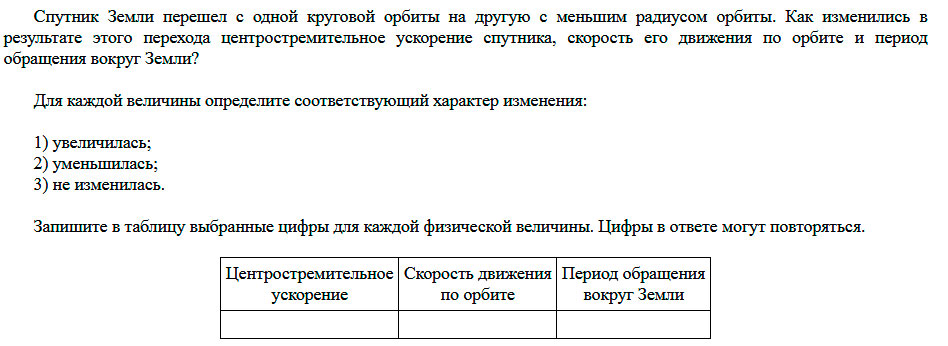 Спутник Земли перешел с одной круговой орбиты на другую с меньшим радиусом орбиты. Как изменились в
результате этого перехода центростремительное ускорение спутника, скорость его движения по орбите и период
обращения вокруг Земли?
Для каждой величины определите соответствующий характер изменения:
1) увеличилась;
2) уменьшилась;
3) не изменилась.
Запишите в таблицу выбранные цифры для каждой физической величины. Цифры в ответе могут повторяться.
Центростремительное Скорость движения Период обращения
ускорение по орбите вокруг Земли